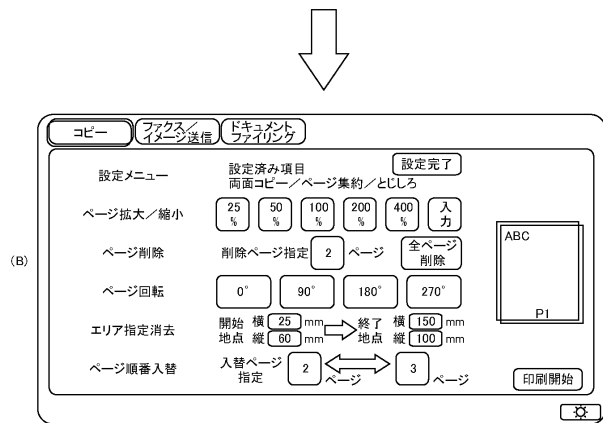 コピー
ファクス/
イメージ送信
ドキュメント
ファイリング
設定メニュー
設定済み項目
両面コピー/ページ集約/とじしろ
設定完了
ページ拡大/縮小
25
%
50
%
100
%
200
%
400
%
入
力
ページ削除
削除ページ指定 2 ページ
全ページ
削除
ページ回転
0°
90°
180°
270°
エリア指定消去
開始 横 25 mm 終了 横 150 mm
地点 縦 60 mm 地点 縦 100 mm
ページ順番入替
入替ページ
指定
2 ページ
3 ページ
ABC
P1
印刷開始
(B)